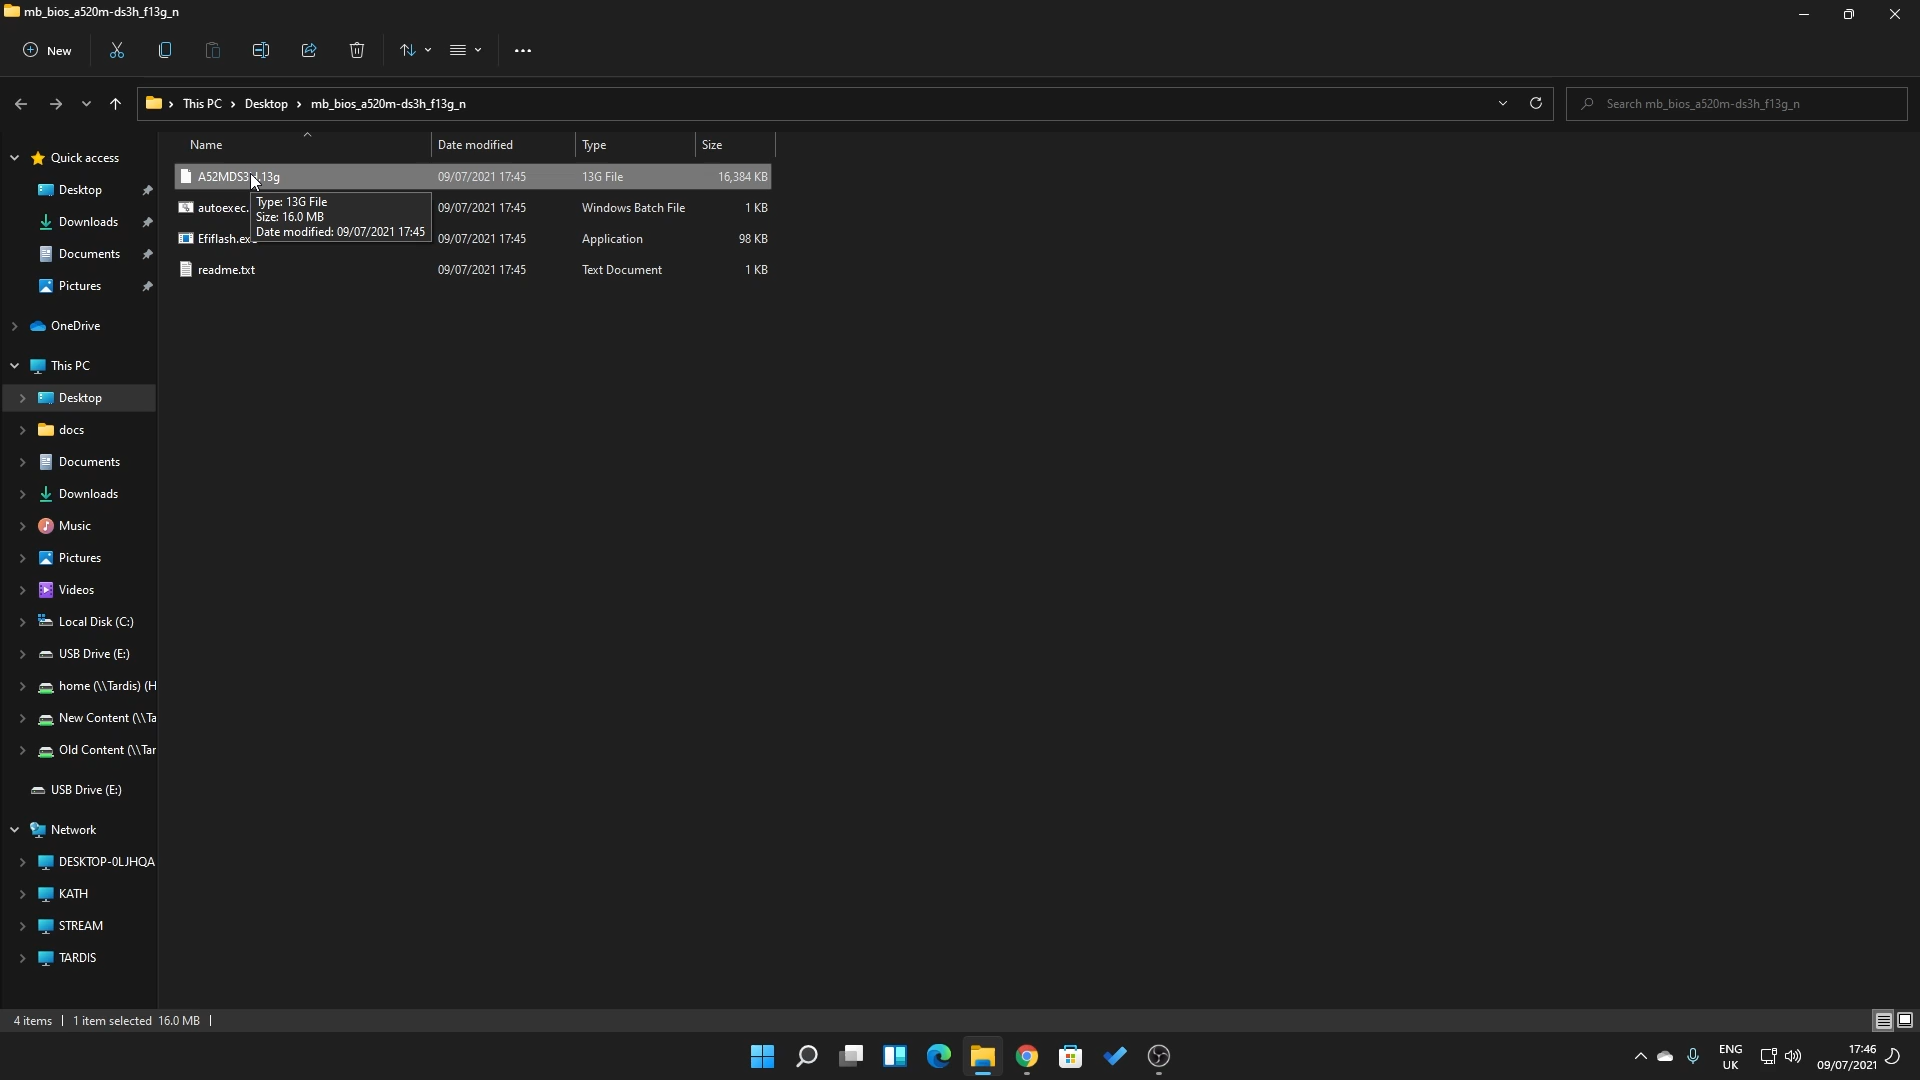 mb_bios_a520m-ds3h_f13g_n
New
This PC > Desktop > mb_bios_a520m-ds3h_f13g_n
Search mb_bios_a520m-ds3h_f13g_n
Name Date modified Type Size
09/07/2021 17:45 13G File 16,384 KB
autoexec. 09/07/2021 17:45 Windows Batch File 1 KB
09/07/2021 17:45 Application 98 KB
readme.txt 09/07/2021 17:45 Text Document 1 KB
Type: 13G File
Size: 16.0 MB
Date modified: 09/07/2021 17:45
Quick access
Desktop
Downloads
Documents
Pictures
OneDrive
This PC
Desktop
docs
Documents
Downloads
Music
Pictures
Videos
Local Disk (C:)
USB Drive (E:)
home (\\Tardis) (H
New Content (\\Ta
Old Content (\\Tar
USB Drive (E:)
Network
DESKTOP-0LJHQA
KATH
STREAM
TARDIS
4 items | 1 item selected 16.0 MB |
ENG
UK
17:46
09/07/2021